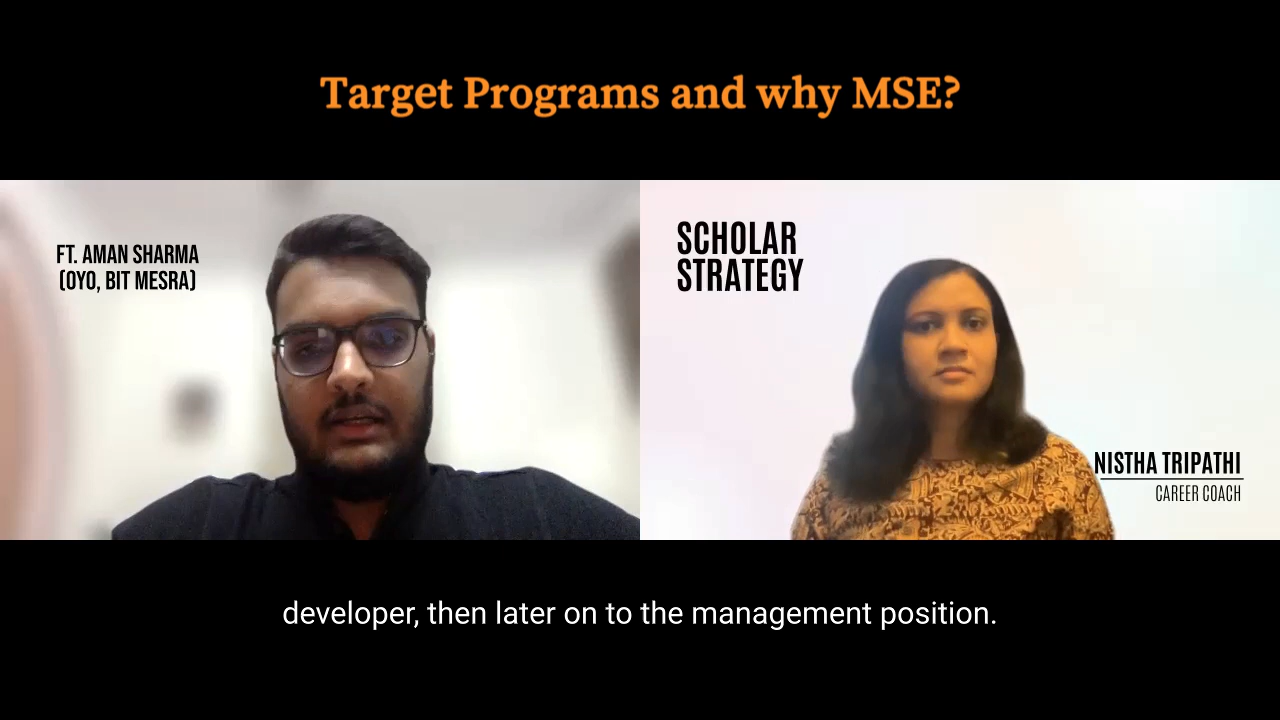 Target Programs and why MSE?
FT. AMAN SHARMA
(OYO, BIT MESRA)
SCHOLAR
STRATEGY
NISTHA TRIPATHI
CAREER COACH
developer, then later on to the management position.